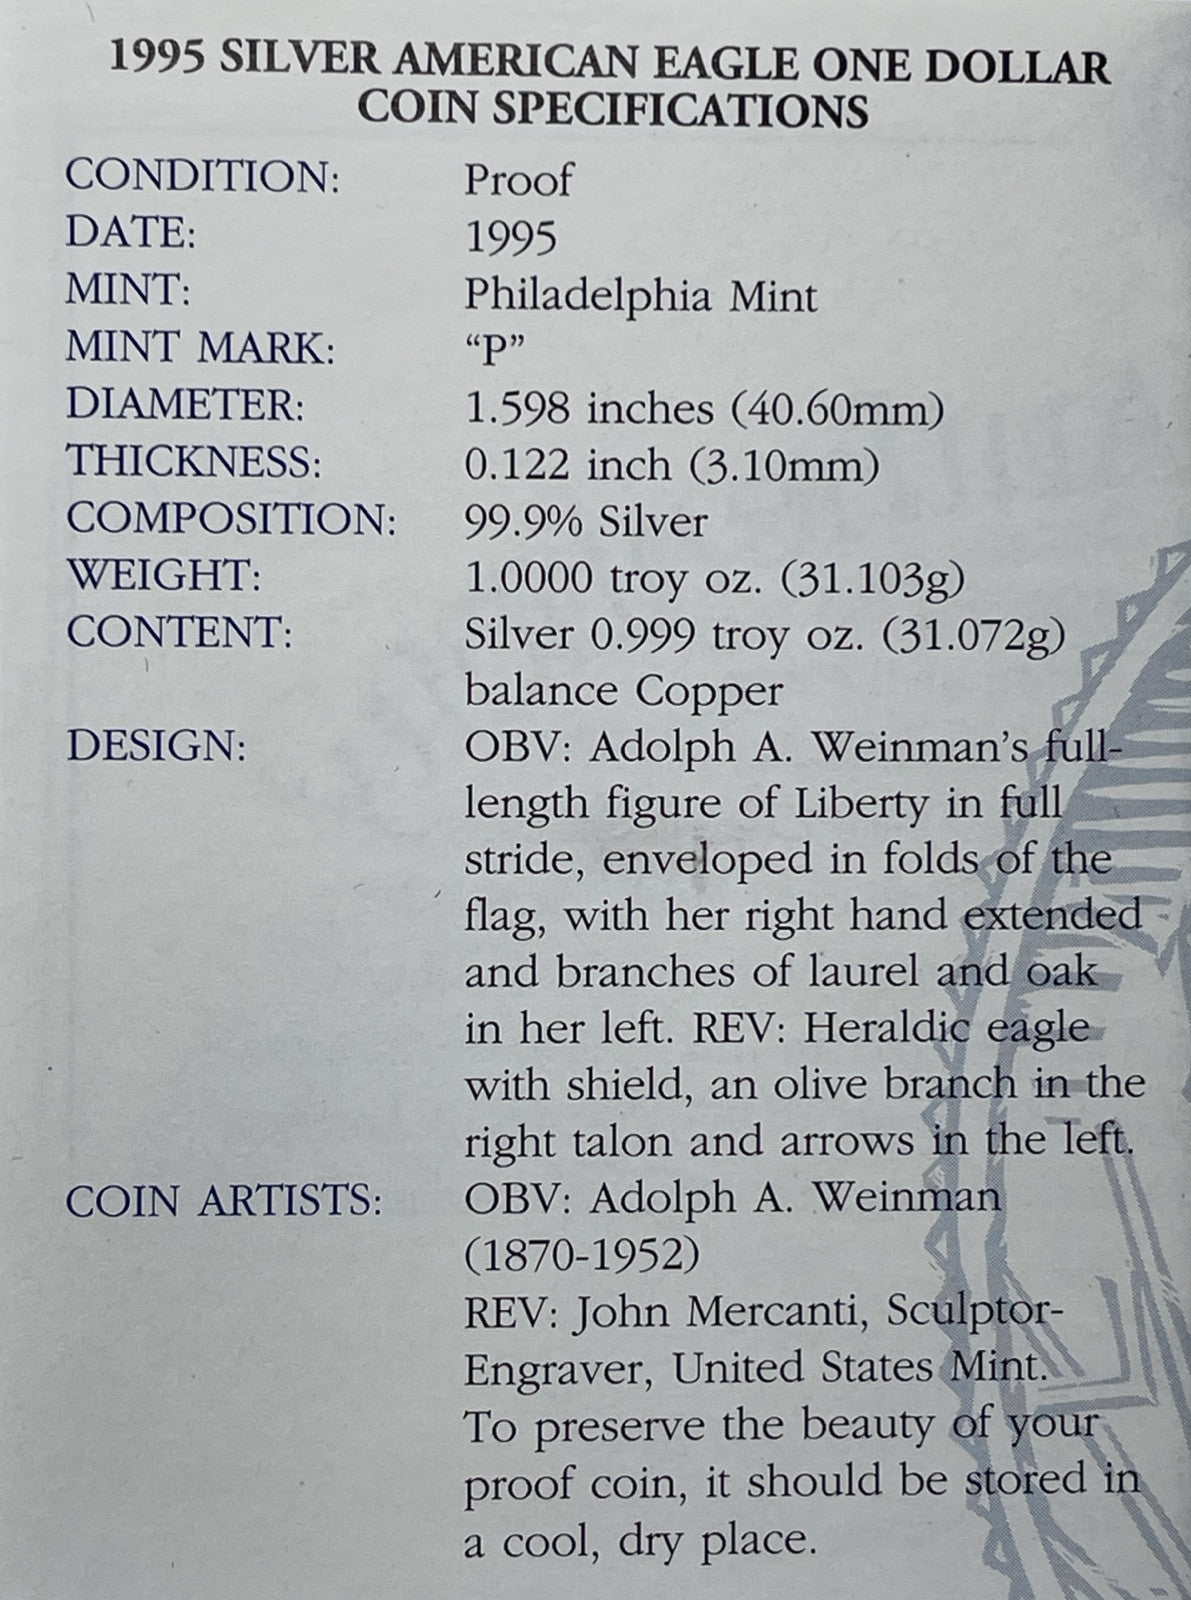 1995 SILVER AMERICAN EAGLE ONE DOLLAR
COIN SPECIFICATIONS
CONDITION: Proof
DATE: 1995
MINT: Philadelphia Mint
MINT MARK: “P”
DIAMETER: 1.598 inches (40.60mm)
THICKNESS: 0.122 inch (3.10mm)
COMPOSITION: 99.9% Silver
WEIGHT: 1.0000 troy oz. (31.103g)
CONTENT: Silver 0.999 troy oz. (31.072g)
balance Copper
DESIGN: OBV: Adolph A. Weinman’s full-
length figure of Liberty in full
stride, enveloped in folds of the
flag, with her right hand extended
and branches of laurel and oak
in her left. REV: Heraldic eagle
with shield, an olive branch in the
right talon and arrows in the left.
COIN ARTISTS: OBV: Adolph A. Weinman
(1870-1952)
REV: John Mercanti, Sculptor-
Engraver, United States Mint.
To preserve the beauty of your
proof coin, it should be stored in
a cool, dry place.